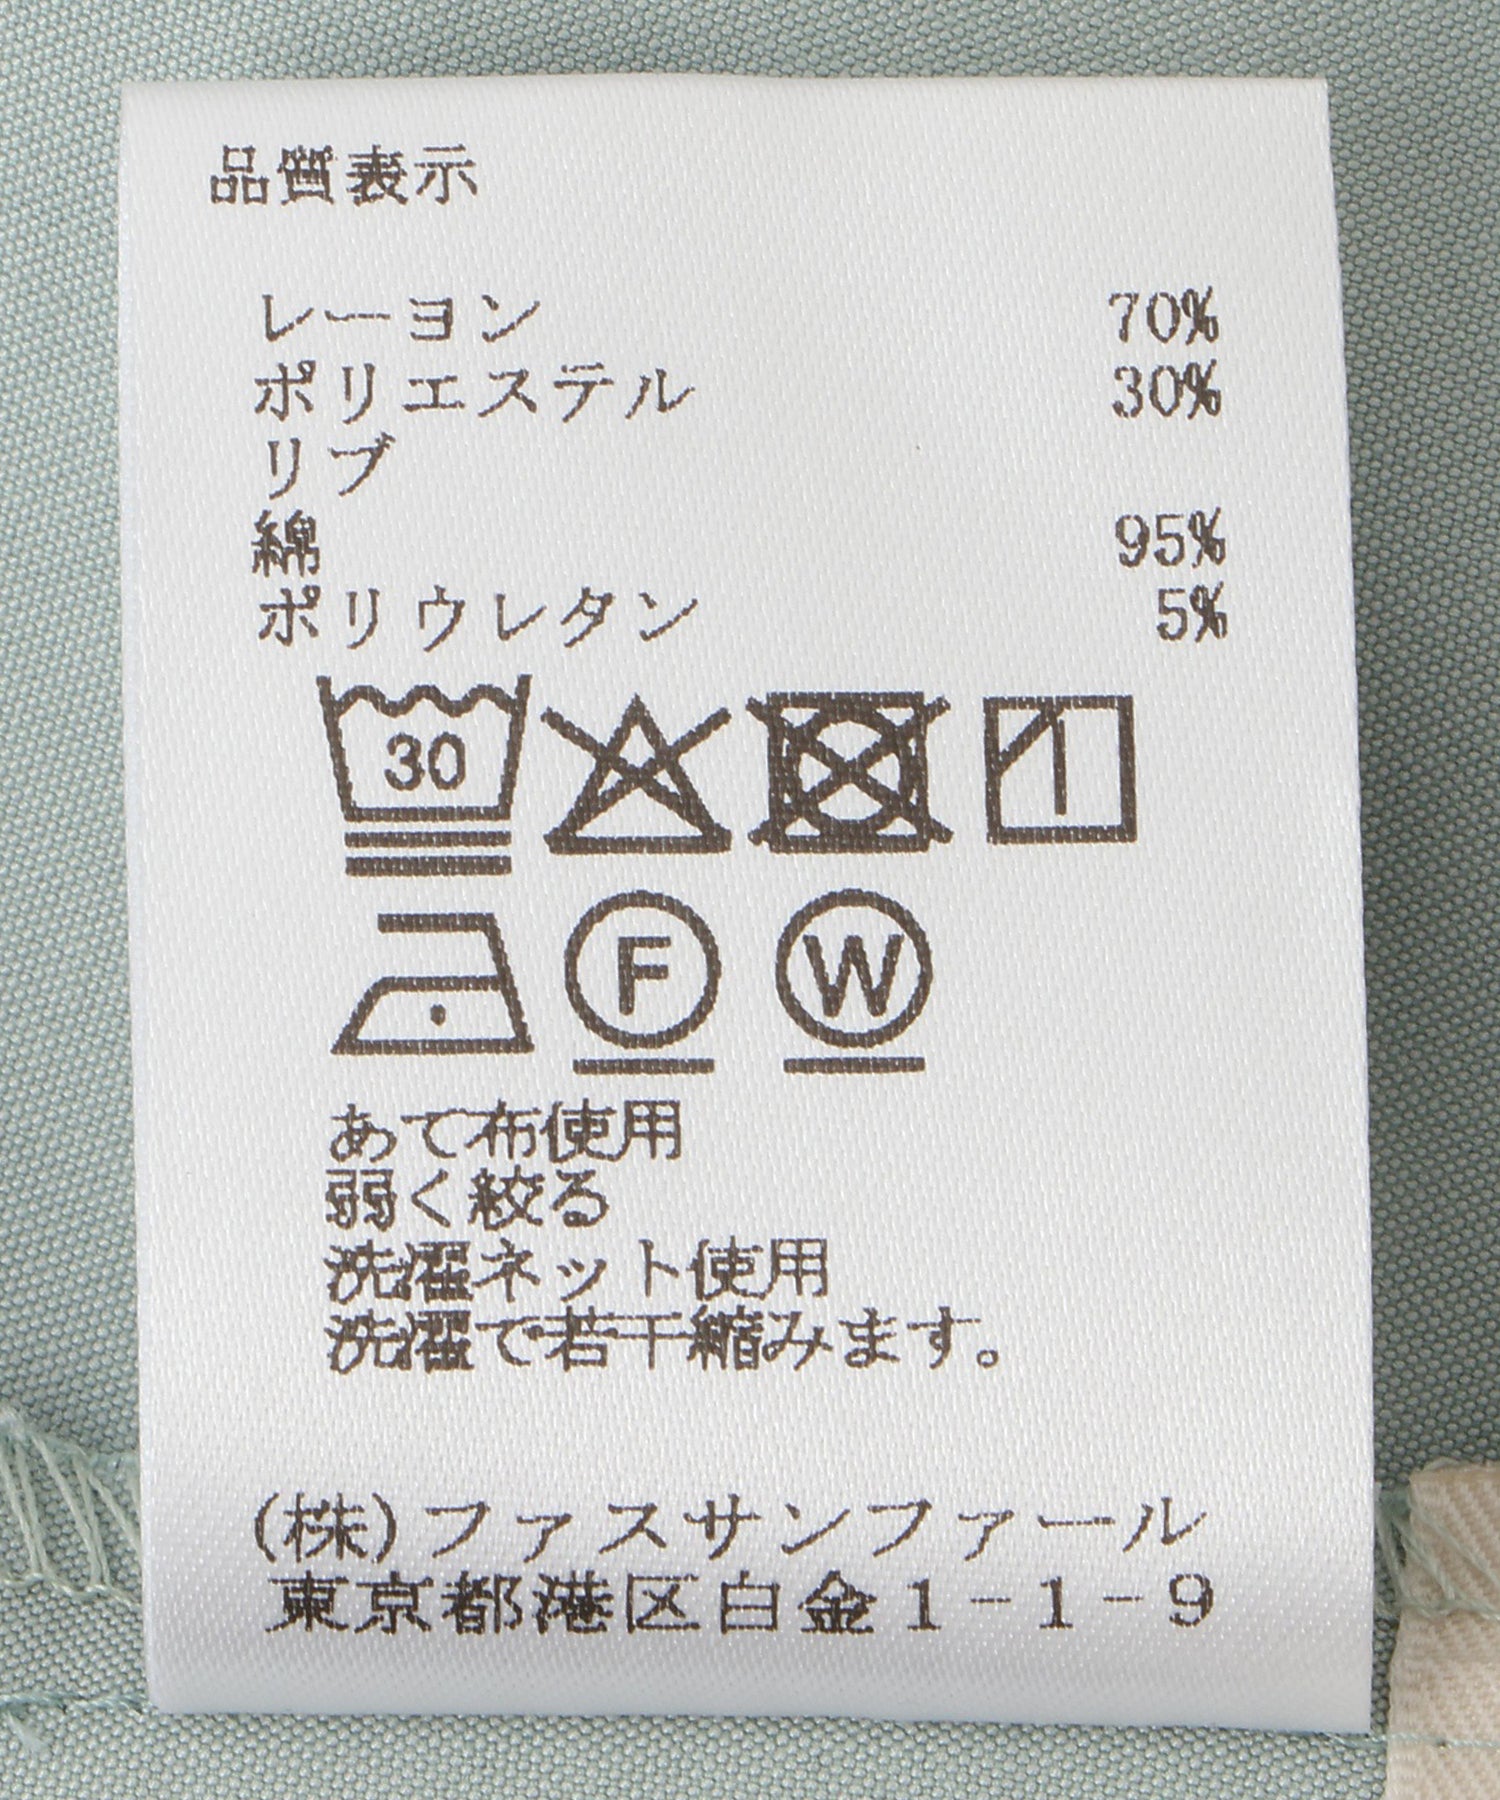 品質表示
レーヨン 70%
ポリエステル 30%
リブ
綿 95%
ポリウレタン 5%
30
F W
あて布使用
弱く絞る
洗濯ネット使用
洗濯で若干縮みます。
(株)ファスサンファール
東京都港区白金1-1-9